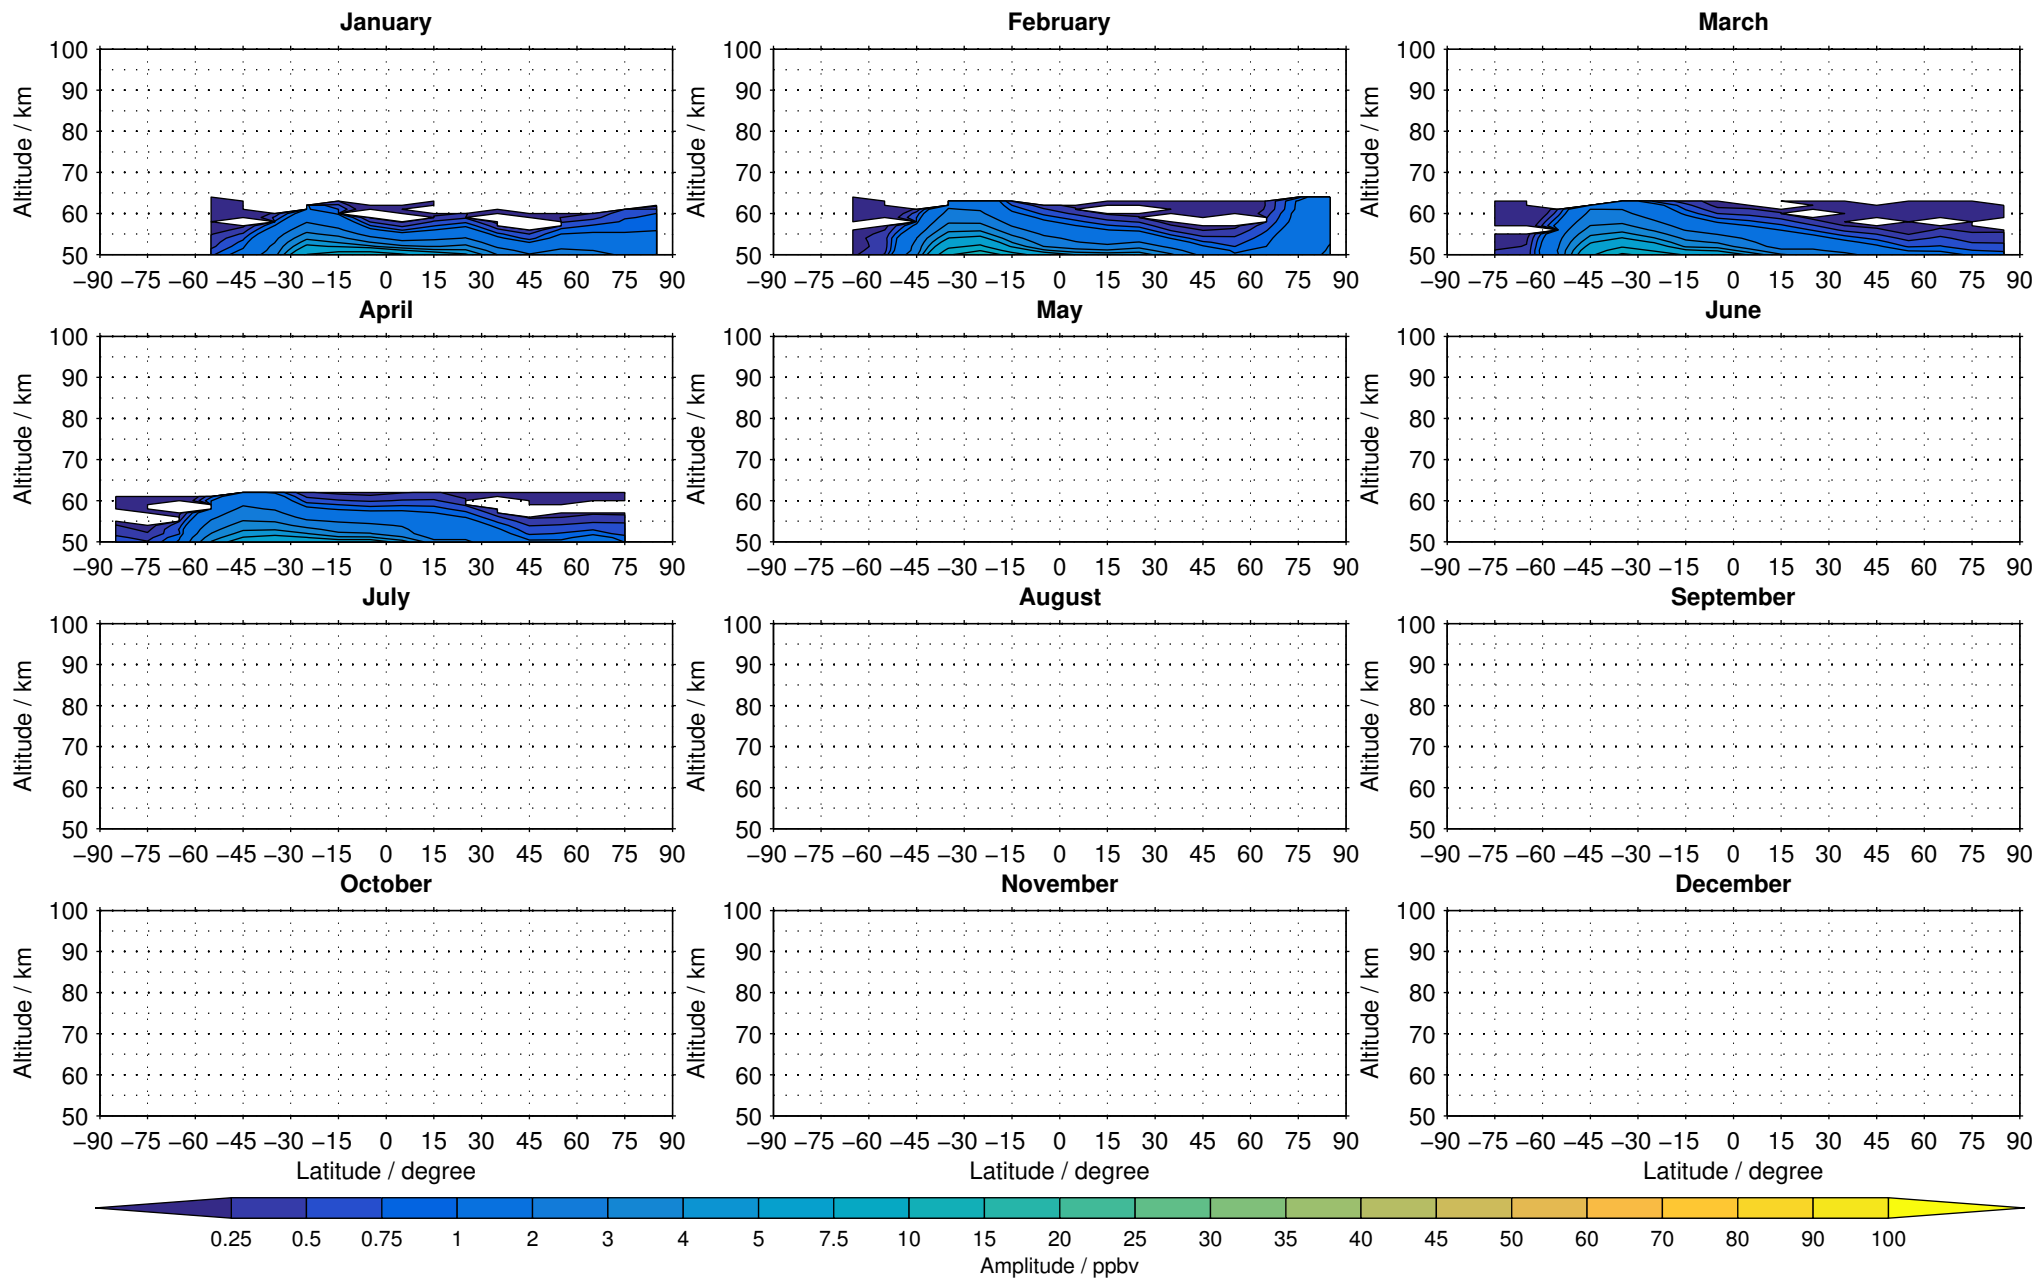 January February March
100 100 100
90 90 90
80 80 80
70 70 70
60 60 60
50 50 50
Altitude / km Altitude / km Altitude / km
−90 −75 −60 −45 −30 −15 0 15 30 45 60 75 90 −90 −75 −60 −45 −30 −15 0 15 30 45 60 75 90 −90 −75 −60 −45 −30 −15 0 15 30 45 60 75 90
April May June
100 100 100
90 90 90
80 80 80
70 70 70
60 60 60
50 50 50
Altitude / km Altitude / km Altitude / km
−90 −75 −60 −45 −30 −15 0 15 30 45 60 75 90 −90 −75 −60 −45 −30 −15 0 15 30 45 60 75 90 −90 −75 −60 −45 −30 −15 0 15 30 45 60 75 90
July August September
100 100 100
90 90 90
80 80 80
70 70 70
60 60 60
50 50 50
Altitude / km Altitude / km Altitude / km
−90 −75 −60 −45 −30 −15 0 15 30 45 60 75 90 −90 −75 −60 −45 −30 −15 0 15 30 45 60 75 90 −90 −75 −60 −45 −30 −15 0 15 30 45 60 75 90
October November December
100 100 100
90 90 90
80 80 80
70 70 70
60 60 60
50 50 50
Altitude / km Altitude / km Altitude / km
−90 −75 −60 −45 −30 −15 0 15 30 45 60 75 90 −90 −75 −60 −45 −30 −15 0 15 30 45 60 75 90 −90 −75 −60 −45 −30 −15 0 15 30 45 60 75 90
Latitude / degree Latitude / degree Latitude / degree
0.25 0.5 0.75 1 2 3 4 5 7.5 10 15 20 25 30 35 40 45 50 60 70 80 90 100
Amplitude / ppbv